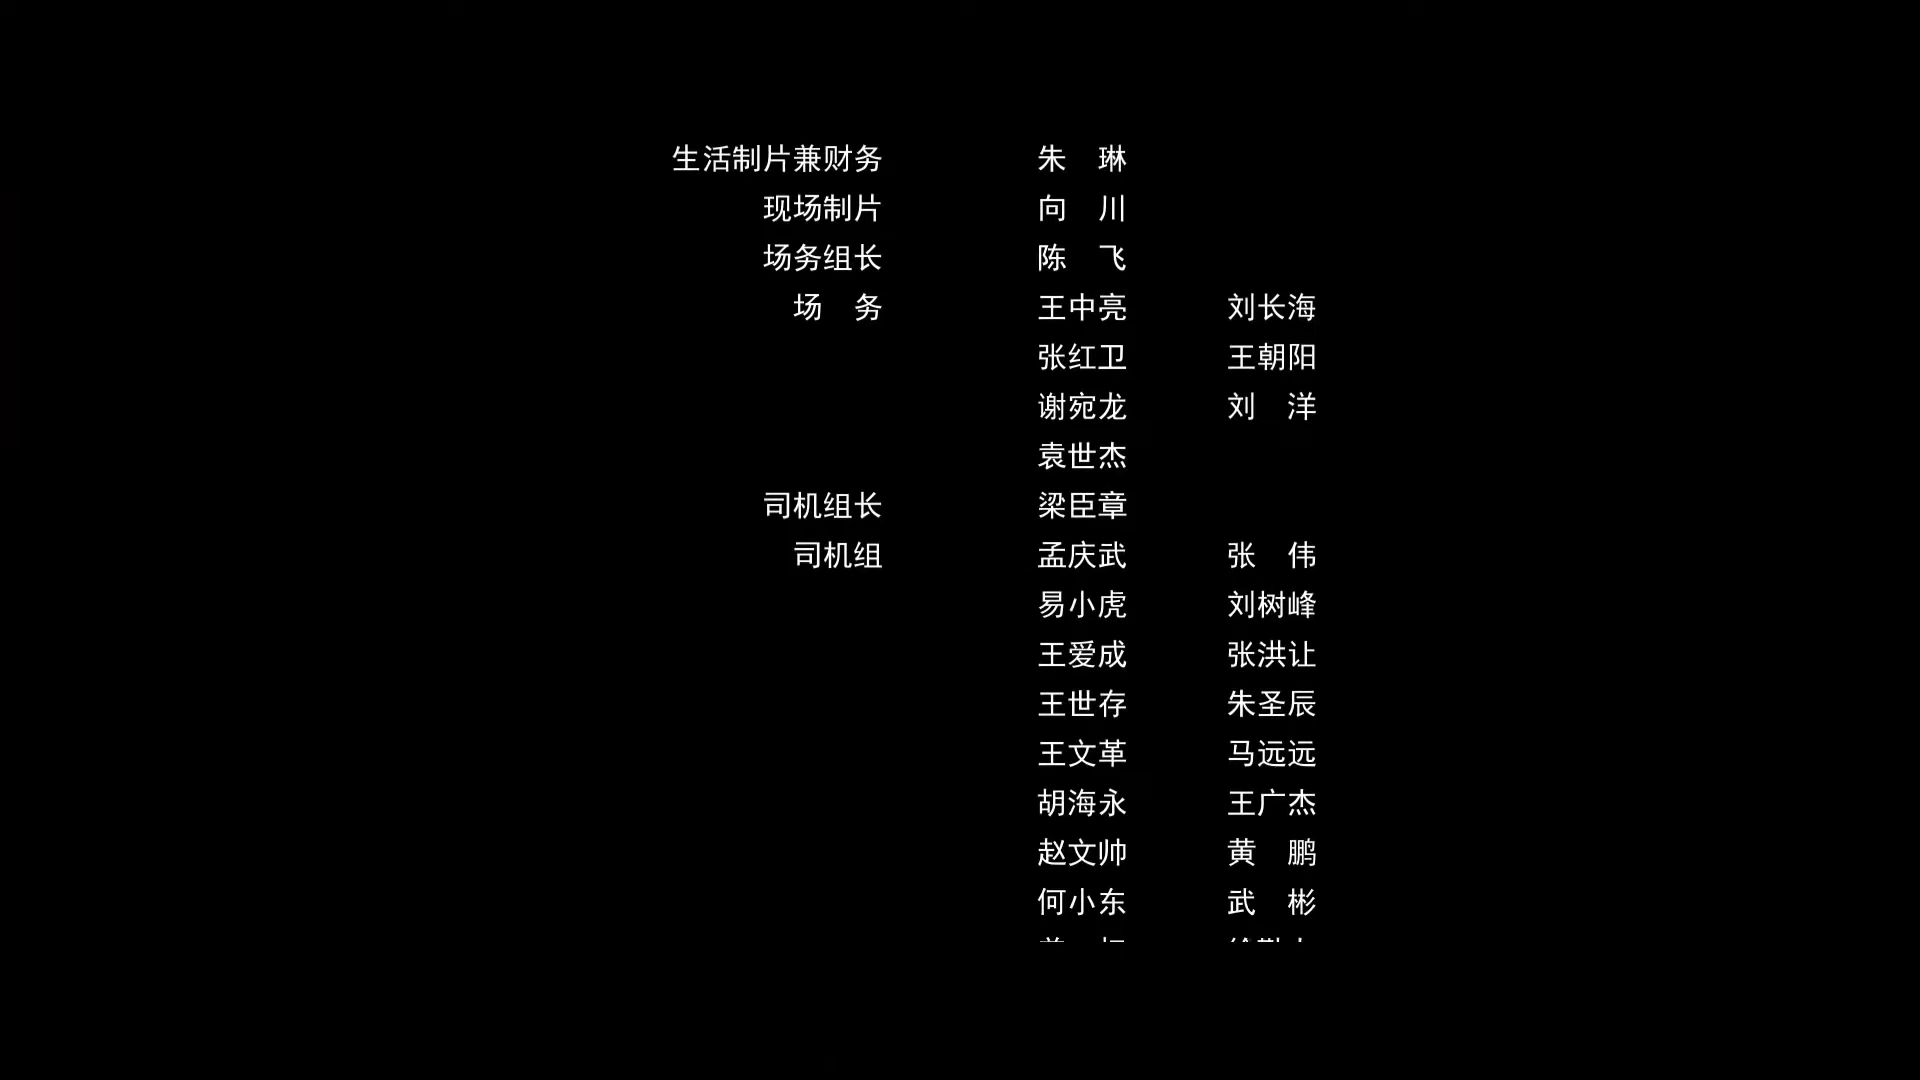 生活制片兼财务 朱 琳
现场制片 向 川
场务组长 陈 飞
场 务 王中亮 刘长海
张红卫 王朝阳
谢宛龙 刘 洋
袁世杰
司机组长 梁臣章
司机组 孟庆武 张 伟
易小虎 刘树峰
王爱成 张洪让
王世存 朱圣辰
王文革 马远远
胡海永 王广杰
赵文帅 黄 鹏
何小东 武 彬